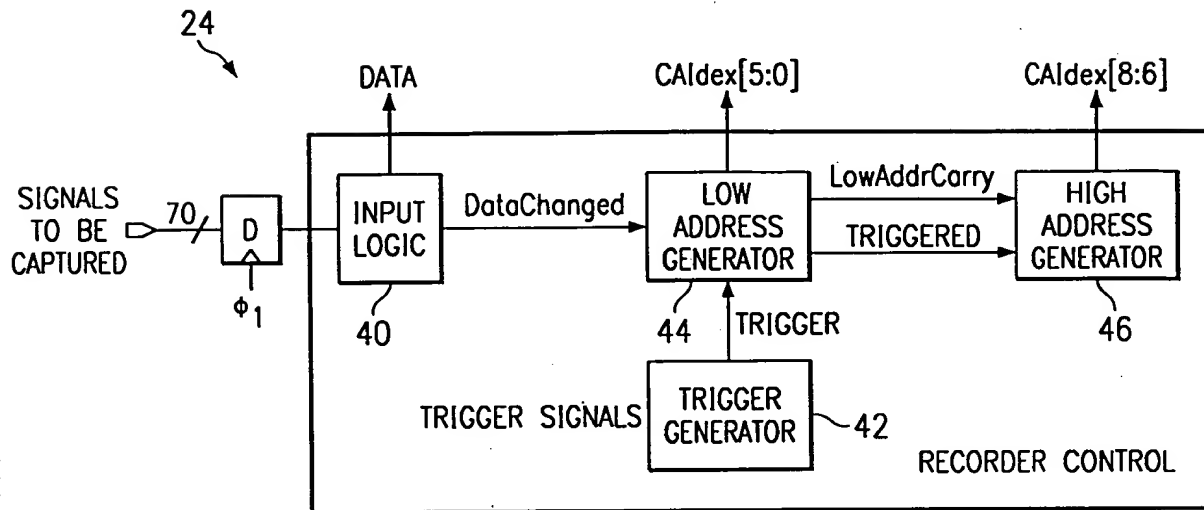 24
DATA
CAIdex[5:0]
CAIdex[8:6]
SIGNALS
TO BE
CAPTURED
70
D
Φ1
INPUT
LOGIC
40
DataChanged
LOW
ADDRESS
GENERATOR
44
LowAddrCarry
TRIGGERED
HIGH
ADDRESS
GENERATOR
46
TRIGGER
TRIGGER SIGNALS
TRIGGER
GENERATOR
42
RECORDER CONTROL